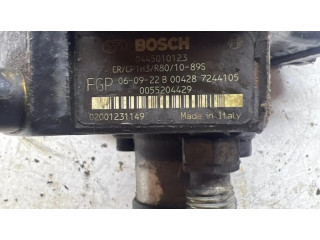 BOSCH
0445010123
CR/CP1H3/R80/10-89S
FGP 06-09-22 B 00428 7244105
0055204429
02001231149 Made in Italy